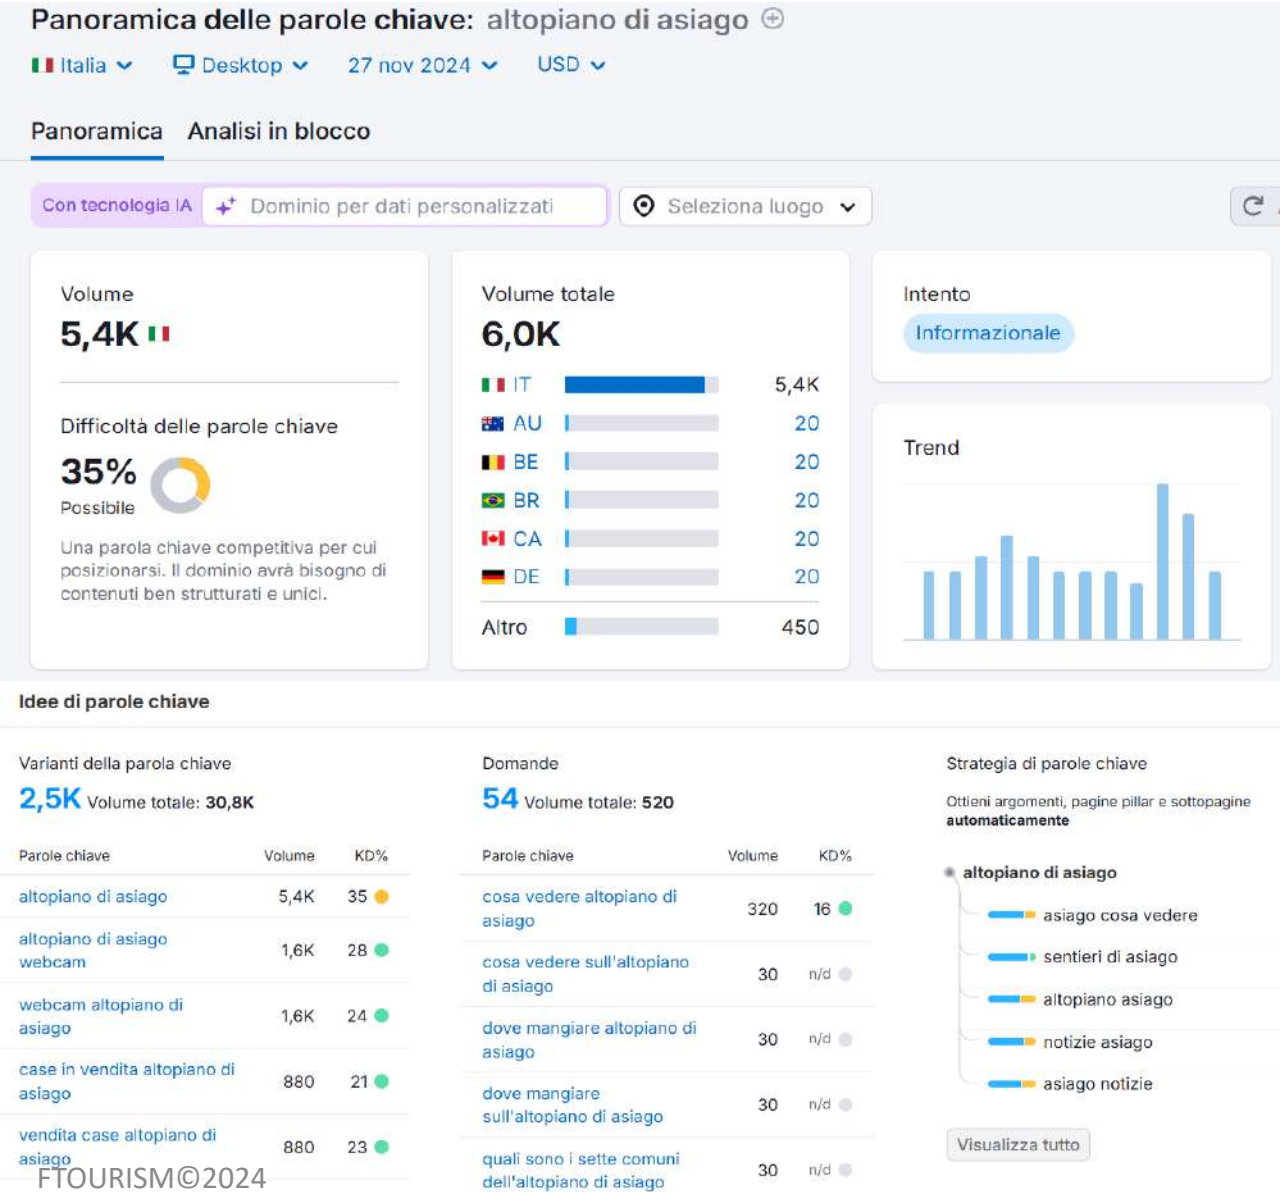 Panoramica delle parole chiave: altopiano di asiago
Italia Desktop 27 nov 2024 USD
Panoramica Analisi in blocco
Con tecnologia IA Dominio per dati personalizzati Seleziona luogo
Volume
5,4K
Difficoltà delle parole chiave
35%
Possibile
Una parola chiave competitiva per cui
posizionarsi. Il dominio avrà bisogno di
contenuti ben strutturati e unici.
Volume totale
6,0K
IT 5,4K
AU 20
BE 20
BR 20
CA 20
DE 20
Altro 450
Intento
Informazionale
Trend
Idee di parole chiave
Varianti della parola chiave
2,5K Volume totale: 30,8K
Parole chiave Volume KD%
altopiano di asiago 5,4K 35
altopiano di asiago
webcam 1,6K 28
webcam altopiano di
asiago 1,6K 24
case in vendita altopiano di
asiago 880 21
vendita case altopiano di
asiago 880 23
Domande
54 Volume totale: 520
Parole chiave Volume KD%
cosa vedere altopiano di
asiago 320 16
cosa vedere sull'altopiano
di asiago 30 n/d
dove mangiare altopiano di
asiago 30 n/d
dove mangiare
sull'altopiano di asiago 30 n/d
quali sono i sette comuni
dell'altopiano di asiago 30 n/d
Strategia di parole chiave
Ottieni argomenti, pagine pillar e sottopagine
automaticamente
altopiano di asiago
asiago cosa vedere
sentieri di asiago
altopiano asiago
notizie asiago
asiago notizie
Visualizza tutto
FTOURISM©2024